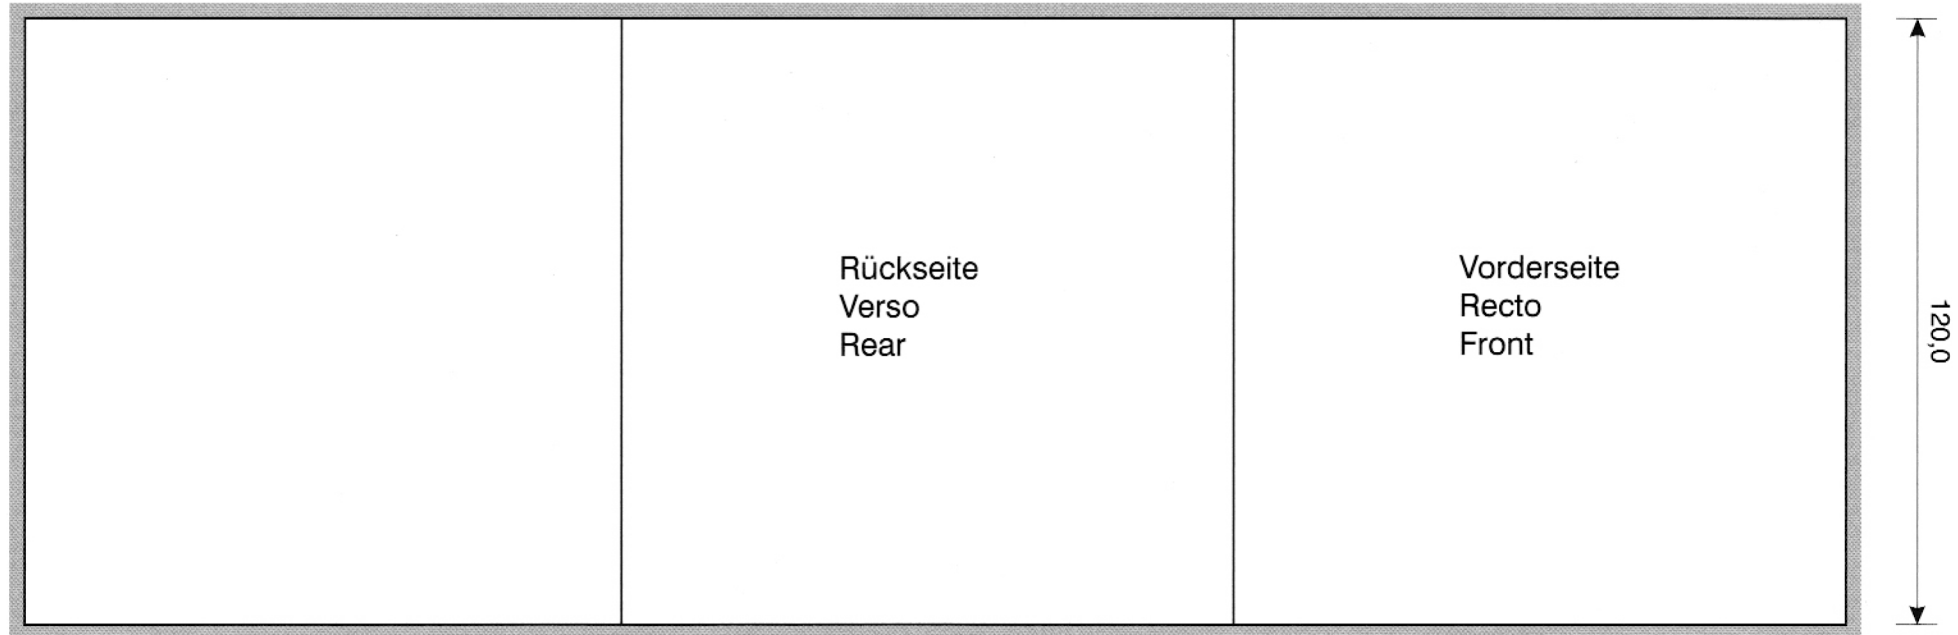 Rückseite
Verso
Rear
Vorderseite
Recto
Front
120,0